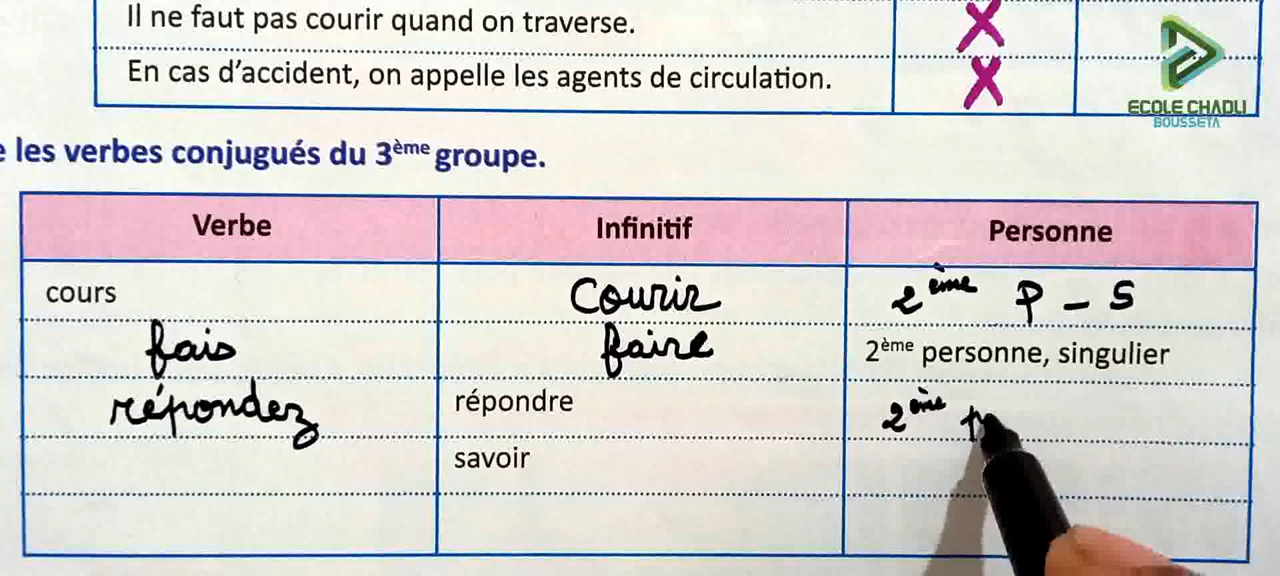 Il ne faut pas courir quand on traverse.
X
En cas d'accident, on appelle les agents de circulation.
X
ECOLE CHADLI
BOUSSETA
les verbes conjugués du 3ème groupe.
Verbe Infinitif Personne
cours Courir 2ème P - S
fais faire 2ème personne, singulier
répondez répondre 2ème
savoir